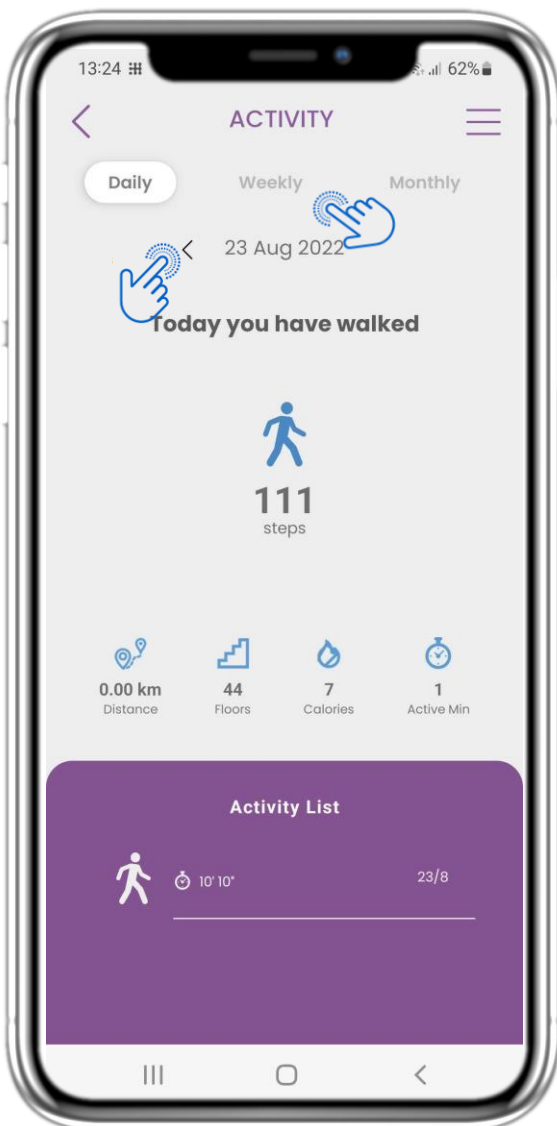 13:24 62%
ACTIVITY
Daily Weekly Monthly
23 Aug 2022
Today you have walked
111
steps
0.00 km 44 7 1
Distance Floors Calories Active Min
Activity List
10' 10" 23/8